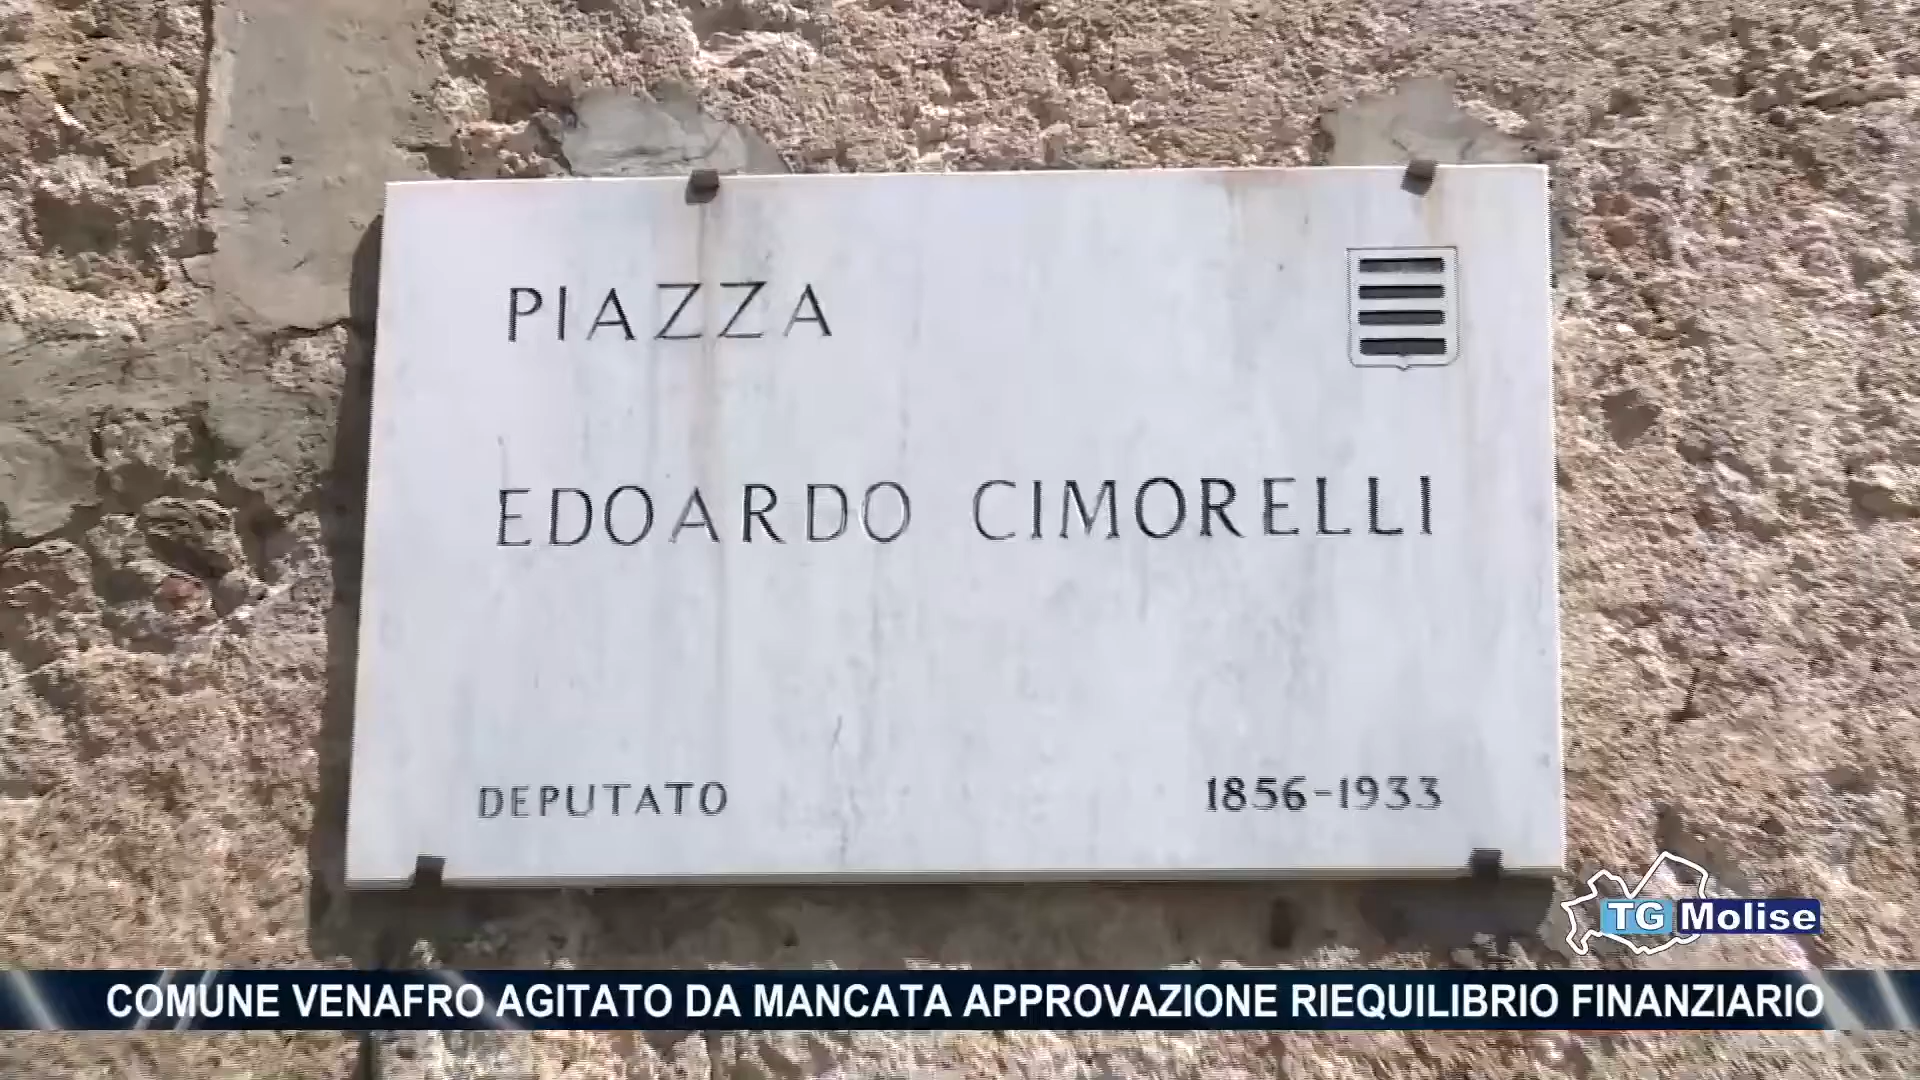 PIAZZA
EDOARDO CIMORELLI
DEPUTATO
1856-1933
TG Molise
COMUNE VENAFRO AGITATO DA MANCATA APPROVAZIONE RIEQUILIBRIO FINANZIARIO